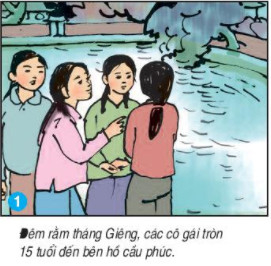 1
Đêm rằm tháng Giêng, các cô gái tròn
15 tuổi đến bên hồ cầu phúc.